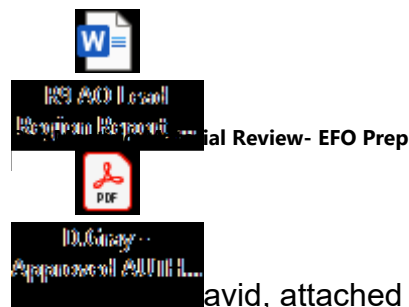 W
R9 AO Lead
Region Report ... ial Review- EFO Prep
PDF
D.Gray -
Approved AUTH...
avid, attached